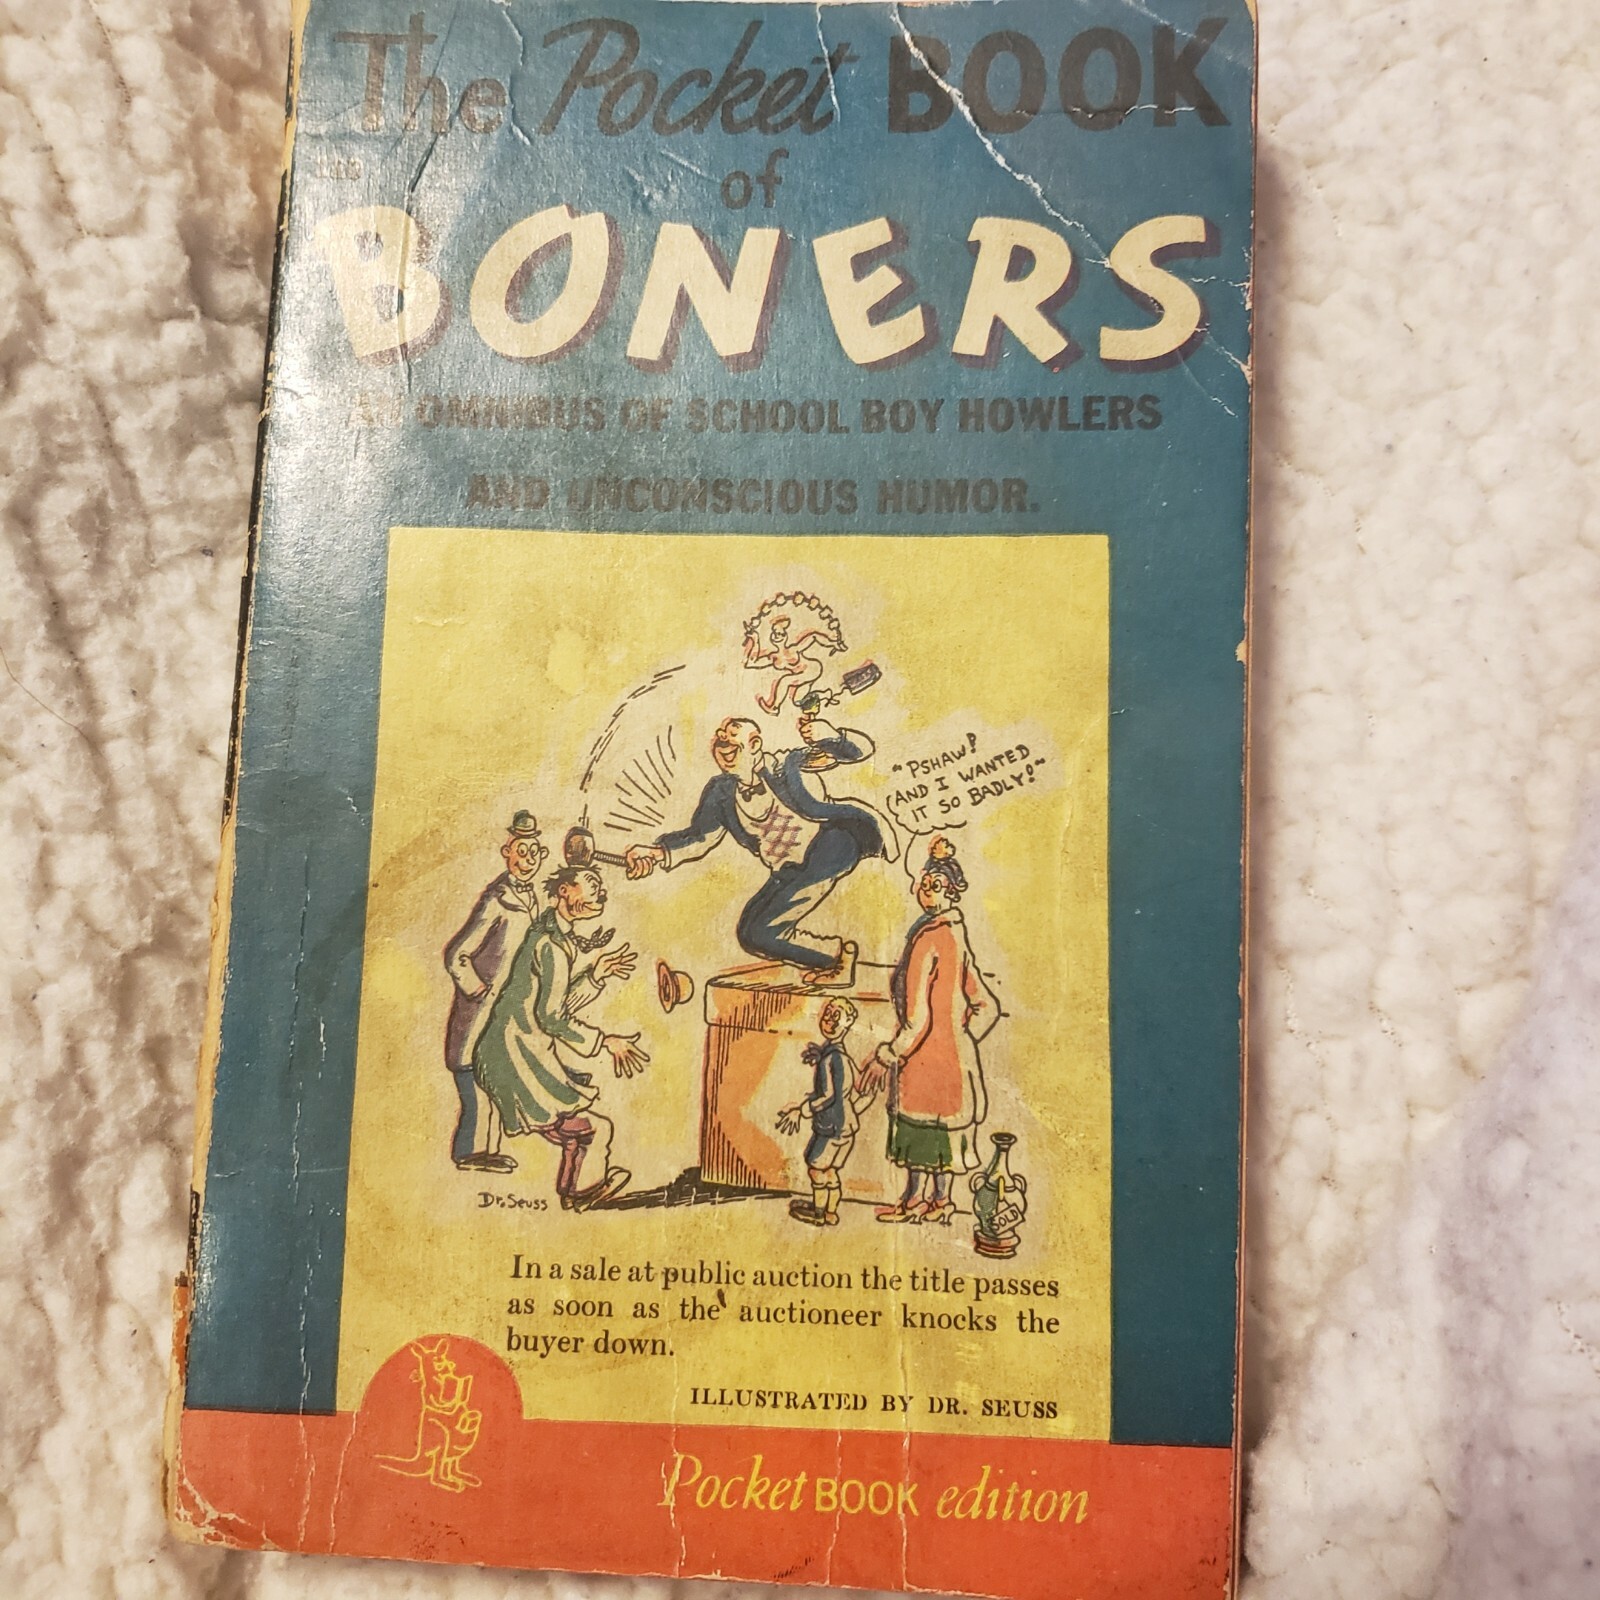 The Pocket BOOK
of
BONERS
AN OMNIBUS OF SCHOOL BOY HOWLERS
AND UNCONSCIOUS HUMOR.
"PSHAW!
AND I WANTED
IT SO BADLY!"
SOLD
Dr. Seuss
In a sale at public auction the title passes
as soon as the auctioneer knocks the
buyer down.
ILLUSTRATED BY DR. SEUSS
Pocket BOOK edition